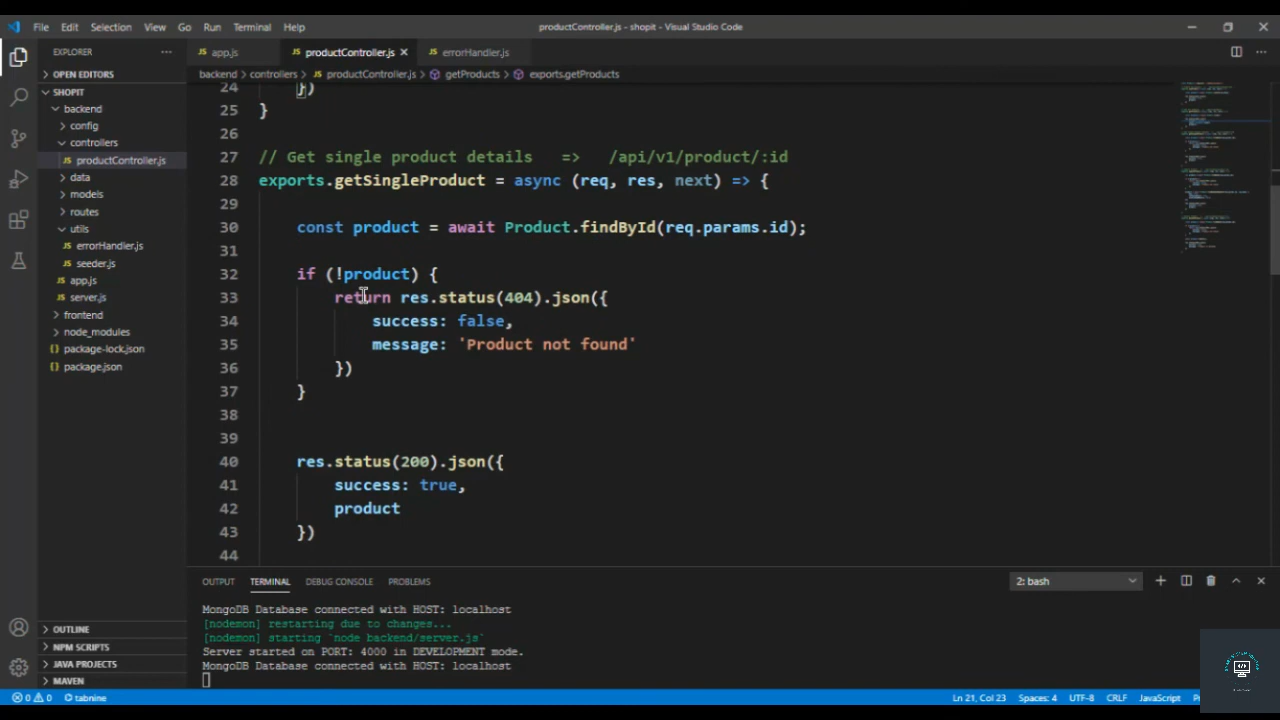 File Edit Selection View Go Run Terminal Help
productController.js - shopit - Visual Studio Code
EXPLORER
app.js
productController.js
errorHandler.js
OPEN EDITORS
backend > controllers > productController.js > getProducts > exports.getProducts
SHOPIT
backend
config
controllers
productController.js
data
models
routes
utils
errorHandler.js
seeder.js
app.js
server.js
frontend
node_modules
package-lock.json
package.json
24 })
25 }
26
27 // Get single product details => /api/v1/product/:id
28 exports.getSingleProduct = async (req, res, next) => {
29
30 const product = await Product.findById(req.params.id);
31
32 if (!product) {
33 return res.status(404).json({
34 success: false,
35 message: 'Product not found'
36 })
37 }
38
39
40 res.status(200).json({
41 success: true,
42 product
43 })
44
OUTPUT TERMINAL DEBUG CONSOLE PROBLEMS
2: bash
MongoDB Database connected with HOST: localhost
[nodemon] restarting due to changes...
[nodemon] starting `node backend/server.js`
Server started on PORT: 4000 in DEVELOPMENT mode.
MongoDB Database connected with HOST: localhost
OUTLINE
NPM SCRIPTS
JAVA PROJECTS
MAVEN
0 0 tabnine
Ln 21, Col 23 Spaces: 4 UTF-8 CRLF JavaScript